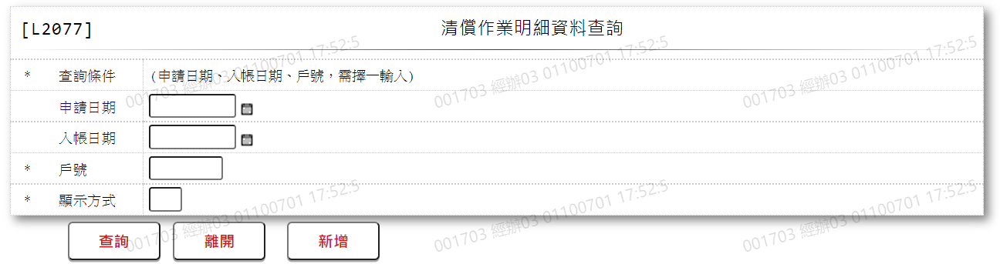 [L2077] 清償作業明細資料查詢
* 查詢條件 (申請日期、入帳日期、戶號，需擇一輸入)
申請日期
入帳日期
* 戶號
* 顯示方式
查詢 離開 新增
001703 經辦03 01100701 17:52:5
001703 經辦03 01100701 17:52:5
001703 經辦03 01100701 17:52:5
001703 經辦03 01100701 17:52:5
001703 經辦03 01100701 17:52:5
001703 經辦03 01100701 17:52:5